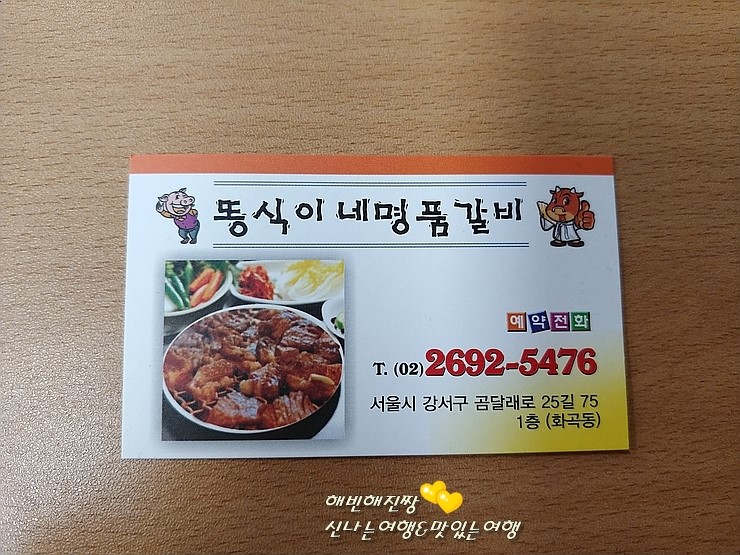 똥식이네명품갈비
예약전화
T. (02) 2692-5476
서울시 강서구 곰달래로 25길 75
1층 (화곡동)
해빈해진짱
신나는여행&맛있는여행